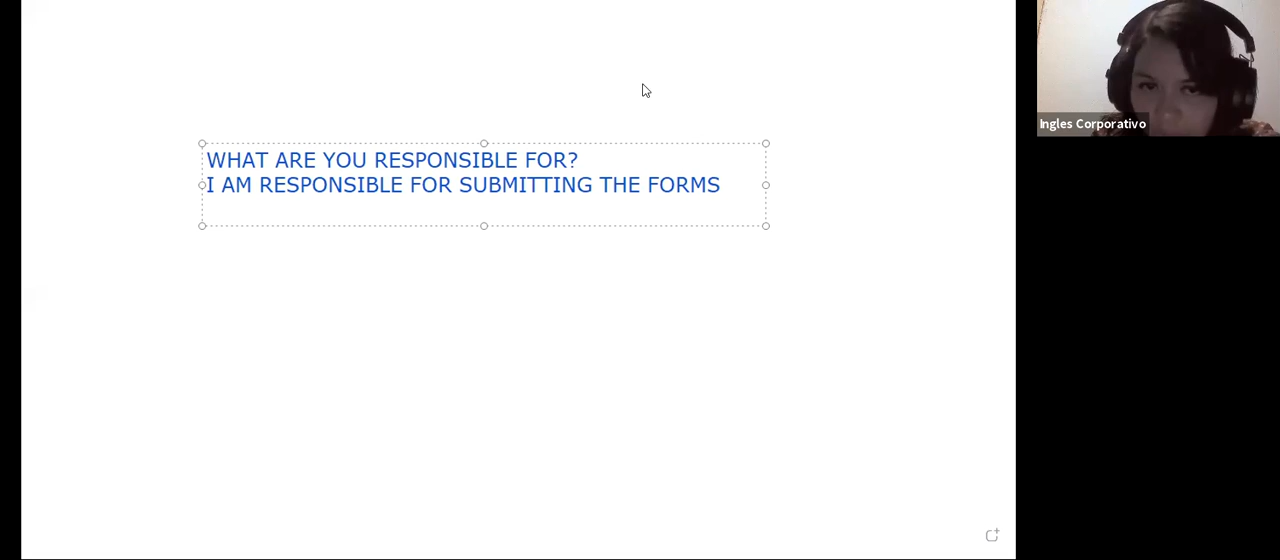 WHAT ARE YOU RESPONSIBLE FOR?
I AM RESPONSIBLE FOR SUBMITTING THE FORMS
Ingles Corporativo